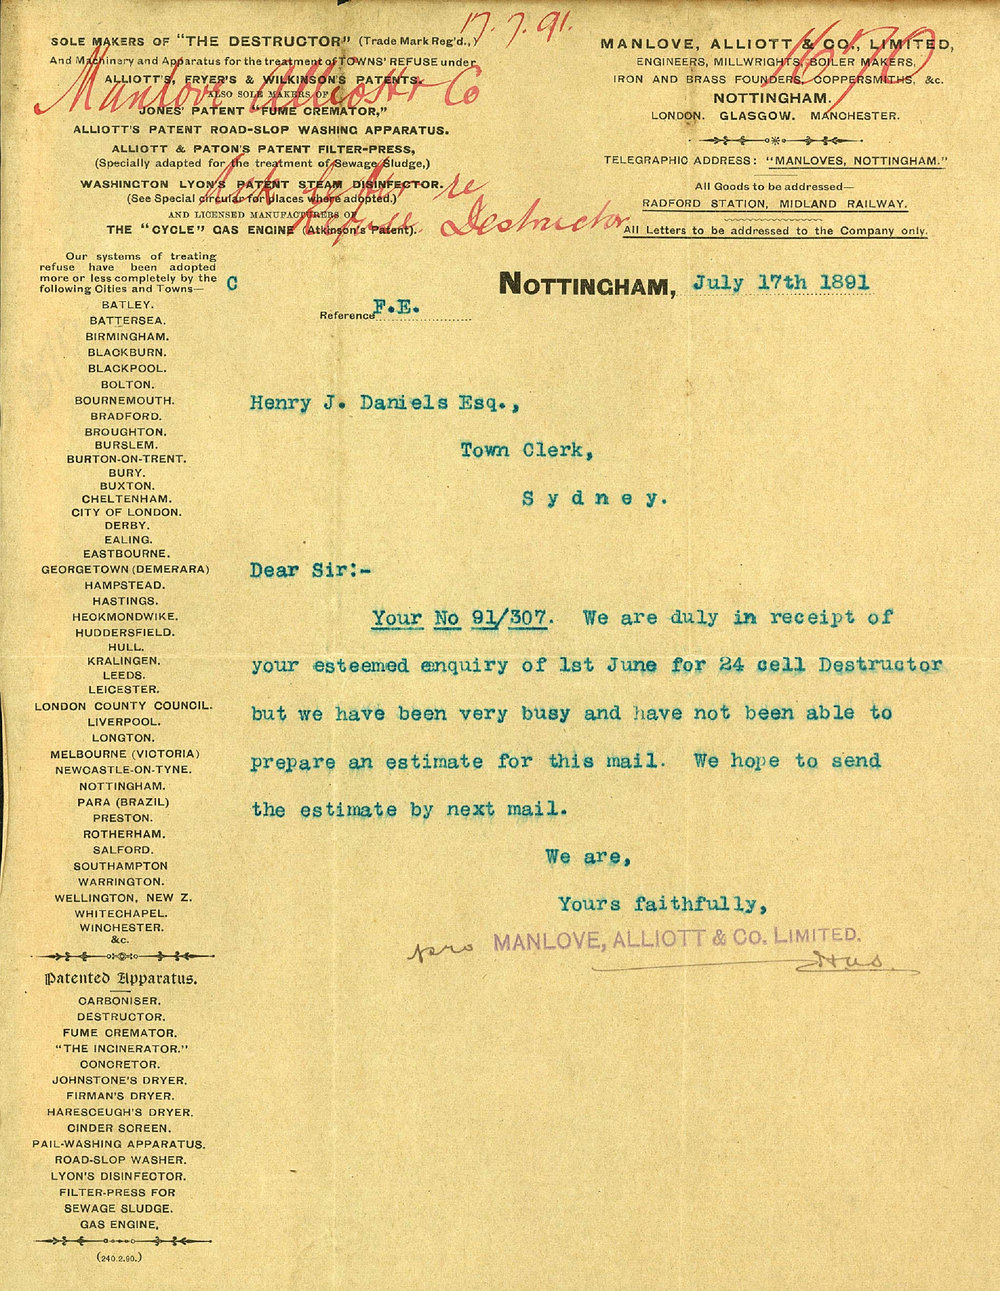 17.7.91.
1670
Manlove Alliott & Co
re
Refuse Destructor
SOLE MAKERS OF "THE DESTRUCTOR" (Trade Mark Reg'd.,)
And Machinery and Apparatus for the treatment of TOWNS' REFUSE under
ALLIOTT'S, FRYER'S & WILKINSON'S PATENTS.
ALSO SOLE MAKERS OF
JONES' PATENT "FUME CREMATOR,"
ALLIOTT'S PATENT ROAD-SLOP WASHING APPARATUS.
ALLIOTT & PATON'S PATENT FILTER-PRESS,
(Specially adapted for the treatment of Sewage Sludge,)
WASHINGTON LYON'S PATENT STEAM DISINFECTOR.
(See Special circular for places where adopted.)
AND LICENSED MANUFACTURERS OF
THE "CYCLE" GAS ENGINE (Atkinson's Patent).
MANLOVE, ALLIOTT & CO., LIMITED,
ENGINEERS, MILLWRIGHTS, BOILER MAKERS,
IRON AND BRASS FOUNDERS, COPPERSMITHS, &c.
NOTTINGHAM.
LONDON. GLASGOW. MANCHESTER.
TELEGRAPHIC ADDRESS: "MANLOVES, NOTTINGHAM."
All Goods to be addressed—
RADFORD STATION, MIDLAND RAILWAY.
All Letters to be addressed to the Company only.
Our systems of treating
refuse have been adopted
more or less completely by the
following Cities and Towns—
BATLEY.
BATTERSEA.
BIRMINGHAM.
BLACKBURN.
BLACKPOOL.
BOLTON.
BOURNEMOUTH.
BRADFORD.
BROUGHTON.
BURSLEM.
BURTON-ON-TRENT.
BURY.
BUXTON.
CHELTENHAM.
CITY OF LONDON.
DERBY.
EALING.
EASTBOURNE.
GEORGETOWN (DEMERARA)
HAMPSTEAD.
HASTINGS.
HECKMONDWIKE.
HUDDERSFIELD.
HULL.
KRALINGEN.
LEEDS.
LEICESTER.
LONDON COUNTY COUNCIL.
LIVERPOOL.
LONGTON.
MELBOURNE (VICTORIA)
NEWCASTLE-ON-TYNE.
NOTTINGHAM.
PARA (BRAZIL)
PRESTON.
ROTHERHAM.
SALFORD.
SOUTHAMPTON
WARRINGTON.
WELLINGTON, NEW Z.
WHITECHAPEL.
WINCHESTER.
&c.
Patented Apparatus.
CARBONISER.
DESTRUCTOR.
FUME CREMATOR.
"THE INCINERATOR."
CONCRETOR.
JOHNSTONE'S DRYER.
FIRMAN'S DRYER.
HARESCEUGH'S DRYER.
CINDER SCREEN.
PAIL-WASHING APPARATUS.
ROAD-SLOP WASHER.
LYON'S DISINFECTOR.
FILTER-PRESS FOR
SEWAGE SLUDGE.
GAS ENGINE,
(240.2.90.)
C
NOTTINGHAM, July 17th 1891
Reference F.E.
Henry J. Daniels Esq.,
Town Clerk,
Sydney.
Dear Sir:-
Your No 91/307. We are duly in receipt of
your esteemed enquiry of 1st June for 24 cell Destructor
but we have been very busy and have not been able to
prepare an estimate for this mail. We hope to send
the estimate by next mail.
We are,
Yours faithfully,
pro MANLOVE, ALLIOTT & CO. LIMITED.